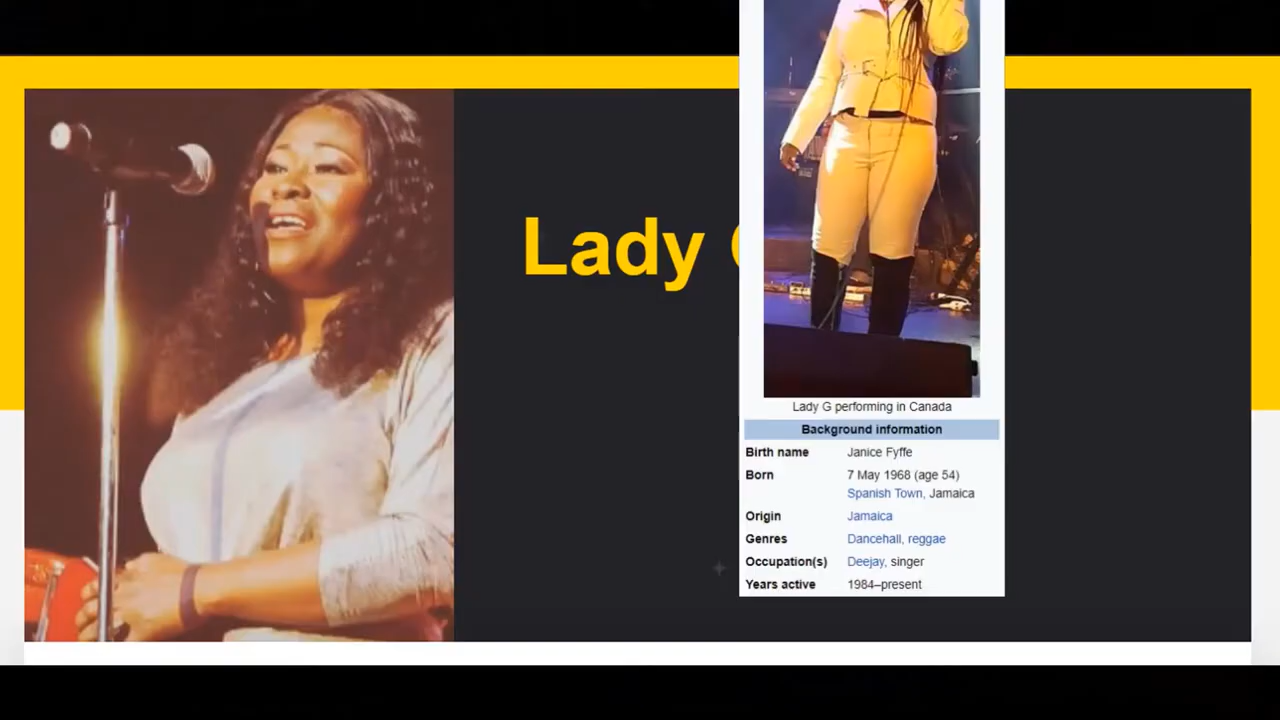 Lady
Lady G performing in Canada
Background information
Birth name Janice Fyffe
Born 7 May 1968 (age 54)
Spanish Town, Jamaica
Origin Jamaica
Genres Dancehall, reggae
Occupation(s) Deejay, singer
Years active 1984–present